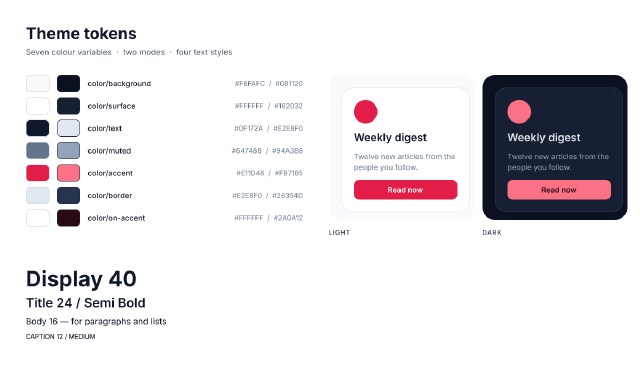 Theme tokens
Seven colour variables · two modes · four text styles
color/background #F8FAFC / #0B1120
color/surface #FFFFFF / #162032
color/text #0F172A / #E2E8F0
color/muted #64748B / #94A3B8
color/accent #E11D48 / #FB7185
color/border #E2E8F0 / #26354D
color/on-accent #FFFFFF / #2A0A12
Weekly digest
Twelve new articles from the
people you follow.
Read now
LIGHT
Weekly digest
Twelve new articles from the
people you follow.
Read now
DARK
Display 40
Title 24 / Semi Bold
Body 16 — for paragraphs and lists
CAPTION 12 / MEDIUM